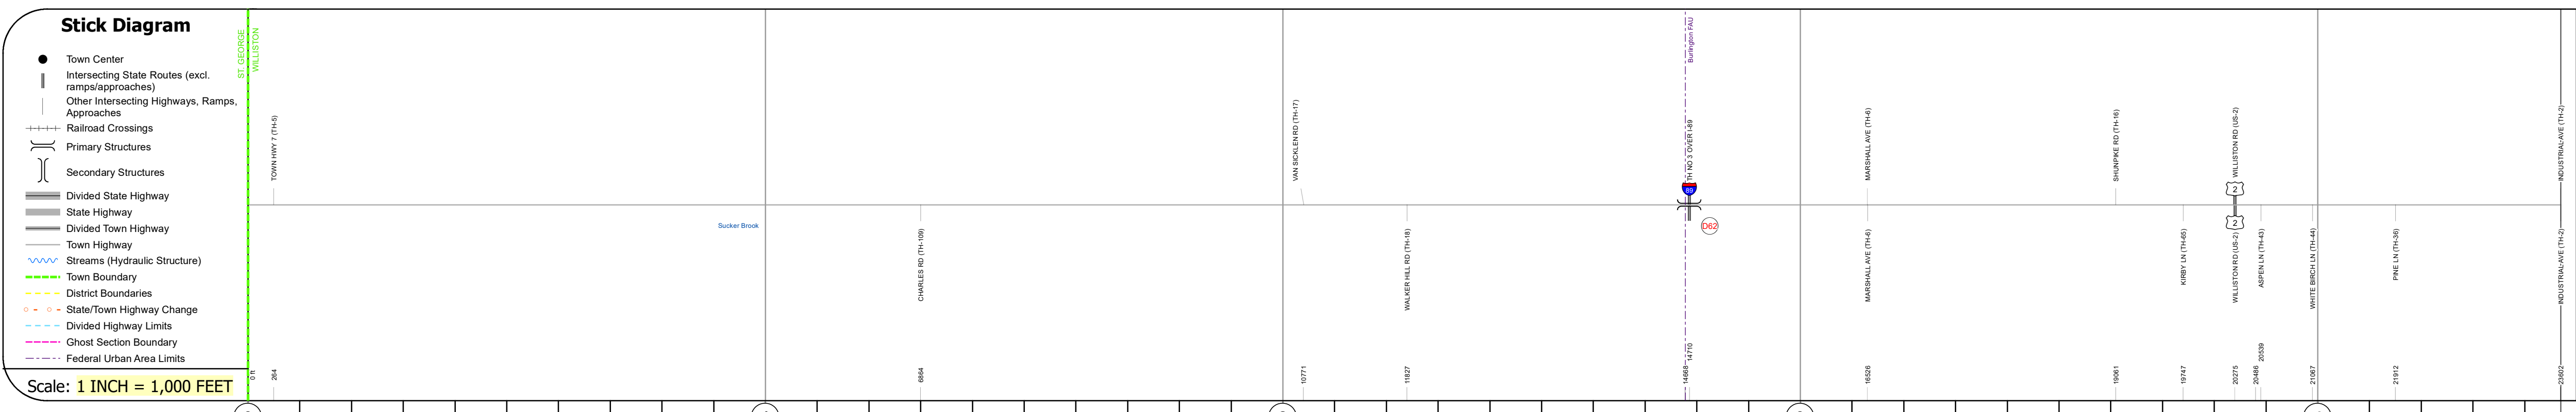 Stick Diagram
Town Center
Intersecting State Routes (excl.
ramps/approaches)
Other Intersecting Highways, Ramps,
Approaches
Railroad Crossings
Primary Structures
Secondary Structures
Divided State Highway
State Highway
Divided Town Highway
Town Highway
Streams (Hydraulic Structure)
Town Boundary
District Boundaries
State/Town Highway Change
Divided Highway Limits
Ghost Section Boundary
Federal Urban Area Limits
Scale: 1 INCH = 1,000 FEET
ST. GEORGE
WILLISTON
TOWN HWY 7 (TH-5)
Sucker Brook
CHARLES RD (TH-109)
VAN SICKLEN RD (TH-17)
WALKER HILL RD (TH-18)
Burlington FAU
TH NO 3 OVER I-89
89
D62
MARSHALL AVE (TH-6)
MARSHALL AVE (TH-6)
SHUNPIKE RD (TH-16)
KIRBY LN (TH-65)
WILLISTON RD (US-2)
2
2
WILLISTON RD (US-2)
ASPEN LN (TH-43)
WHITE BIRCH LN (TH-44)
PINE LN (TH-36)
INDUSTRIAL AVE (TH-2)
INDUSTRIAL AVE (TH-2)
0 ft
264
6864
10771
11827
14668
14710
16526
19061
19747
20275
20486
20539
21067
21912
23602